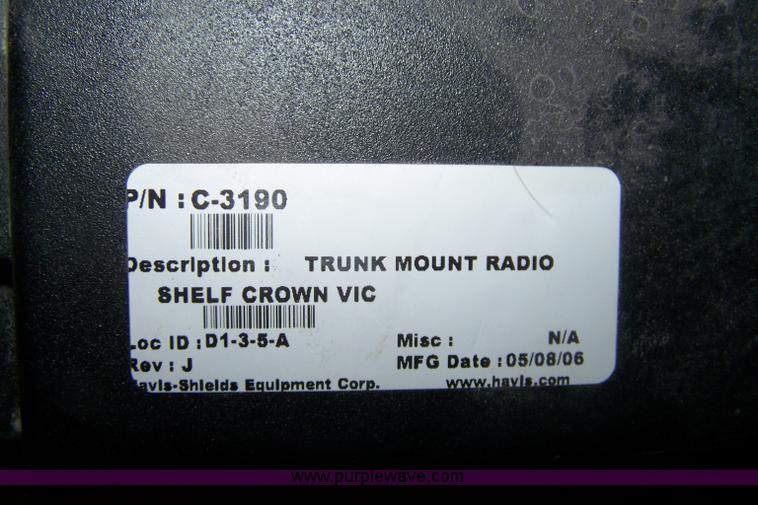 P/N : C-3190
Description : TRUNK MOUNT RADIO
SHELF CROWN VIC
Loc ID : D1-3-5-A Misc : N/A
Rev : J MFG Date : 05/08/06
Havis-Shields Equipment Corp. www.havis.com
www.purplewave.com